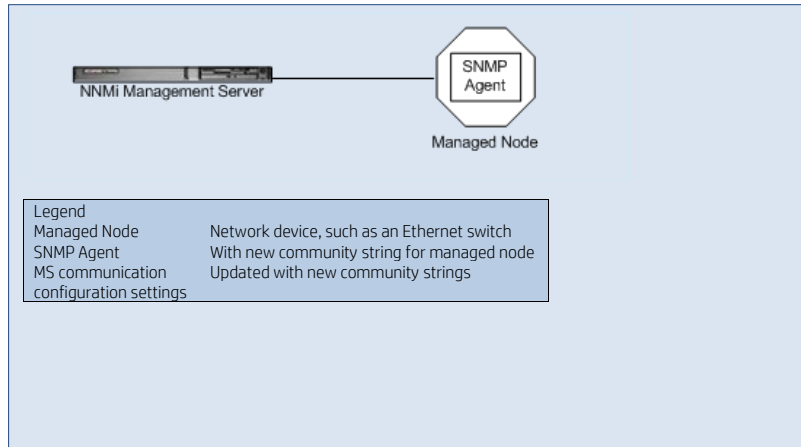 SNMP
Agent
NNMi Management Server
Managed Node
Legend
Managed Node Network device, such as an Ethernet switch
SNMP Agent With new community string for managed node
MS communication Updated with new community strings
configuration settings